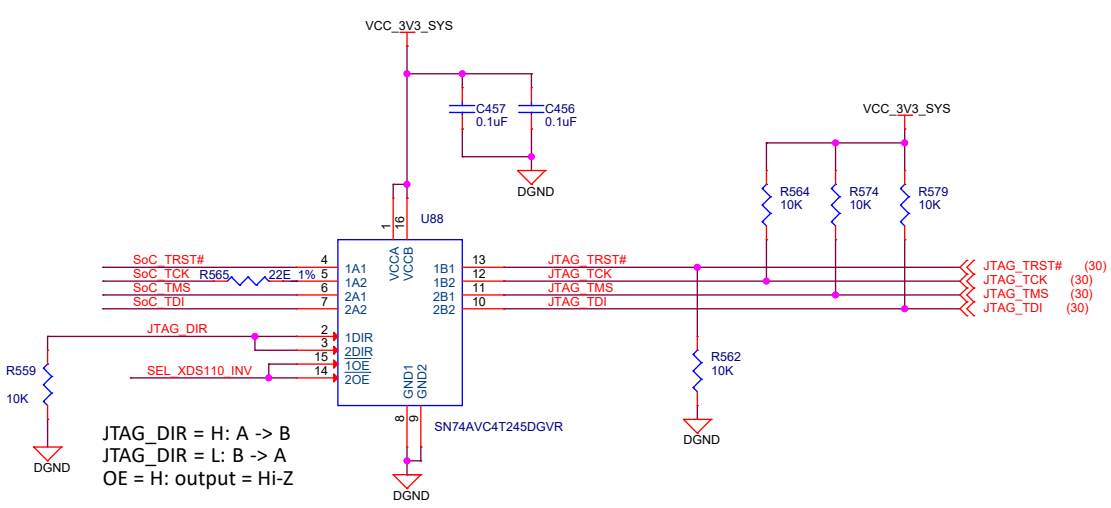 VCC_3V3_SYS
C457
0.1uF
C456
0.1uF
DGND
VCC_3V3_SYS
R564
10K
R574
10K
R579
10K
U88
1
16
VCCA
VCCB
SoC_TRST#
4
1A1
1B1
13
JTAG_TRST#
JTAG_TRST# (30)
SoC_TCK
R565
22E_1%
5
1A2
1B2
12
JTAG_TCK
JTAG_TCK (30)
SoC_TMS
6
2A1
2B1
11
JTAG_TMS
JTAG_TMS (30)
SoC_TDI
7
2A2
2B2
10
JTAG_TDI
JTAG_TDI (30)
JTAG_DIR
2
1DIR
3
2DIR
15
1OE
SEL_XDS110_INV
14
2OE
GND1
GND2
8
9
SN74AVC4T245DGVR
R559
10K
DGND
R562
10K
DGND
JTAG_DIR = H: A -> B
JTAG_DIR = L: B -> A
OE = H: output = Hi-Z
DGND